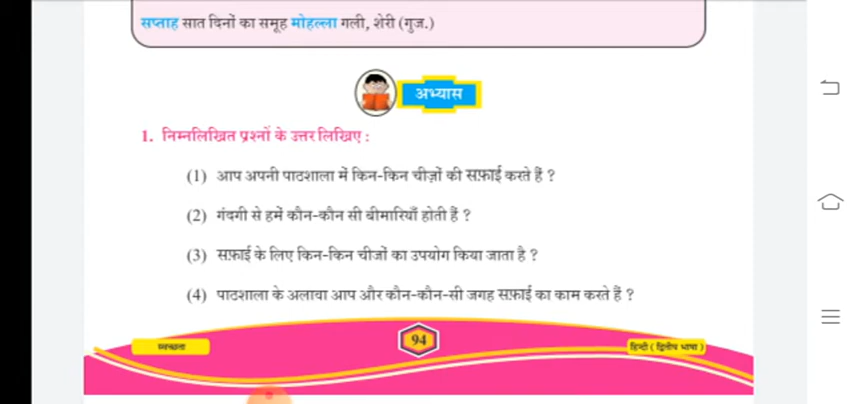 सप्ताह सात दिनों का समूह मोहल्ला गली, शेरी (गुज.)
अभ्यास
1. निम्नलिखित प्रश्नों के उत्तर लिखिए :
(1) आप अपनी पाठशाला में किन-किन चीज़ों की सफ़ाई करते हैं ?
(2) गंदगी से हमें कौन-कौन सी बीमारियाँ होती हैं ?
(3) सफ़ाई के लिए किन-किन चीजों का उपयोग किया जाता है ?
(4) पाठशाला के अलावा आप और कौन-कौन-सी जगह सफ़ाई का काम करते हैं ?
स्वच्छता 94 हिन्दी (द्वितीय भाषा)